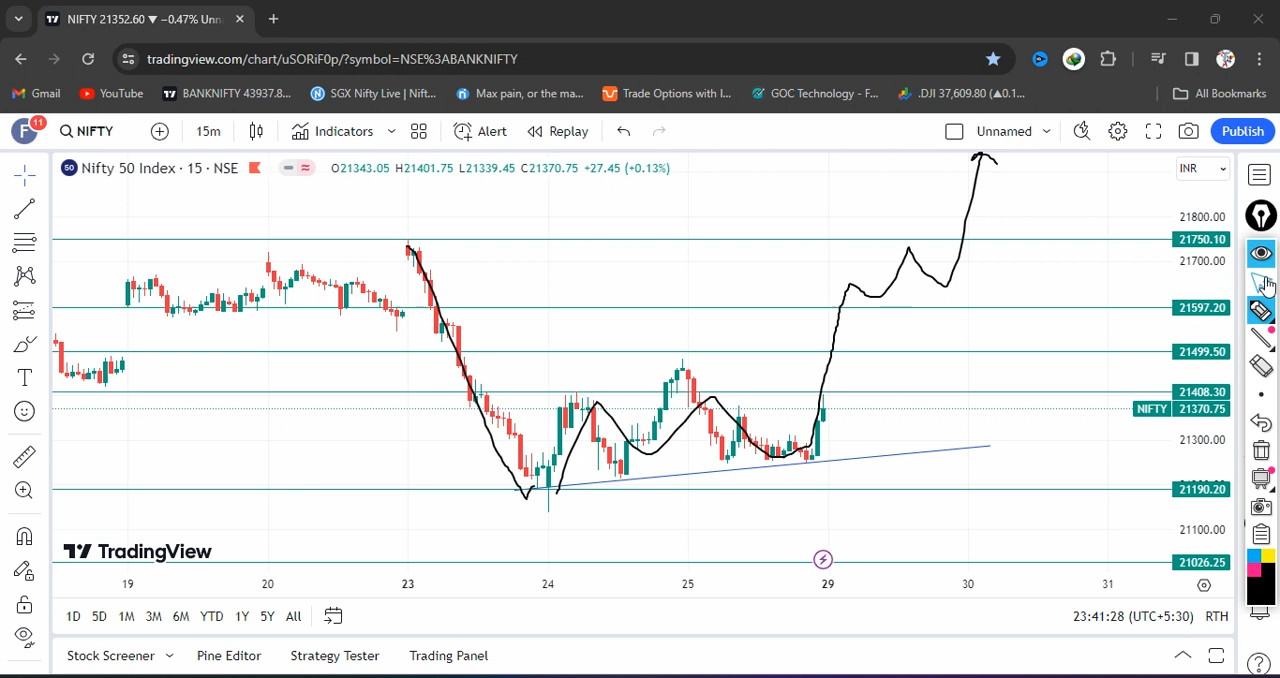 NIFTY 21352.60 ▼ −0.47% Unn
tradingview.com/chart/uSORiF0p/?symbol=NSE%3ABANKNIFTY
Gmail YouTube BANKNIFTY 43937.8... SGX Nifty Live | Nift... Max pain, or the ma... Trade Options with I... GOC Technology - F... .DJI 37,609.80 (▲0.1... All Bookmarks
F 11 NIFTY 15m Indicators Alert Replay Unnamed Publish
50 Nifty 50 Index · 15 · NSE O21343.05 H21401.75 L21339.45 C21370.75 +27.45 (+0.13%) INR
21800.00
21750.10
21700.00
21597.20
21499.50
21408.30
NIFTY 21370.75
21300.00
21190.20
21100.00
TradingView
21026.25
19 20 23 24 25 29 30 31
1D 5D 1M 3M 6M YTD 1Y 5Y All 23:41:28 (UTC+5:30) RTH
Stock Screener Pine Editor Strategy Tester Trading Panel